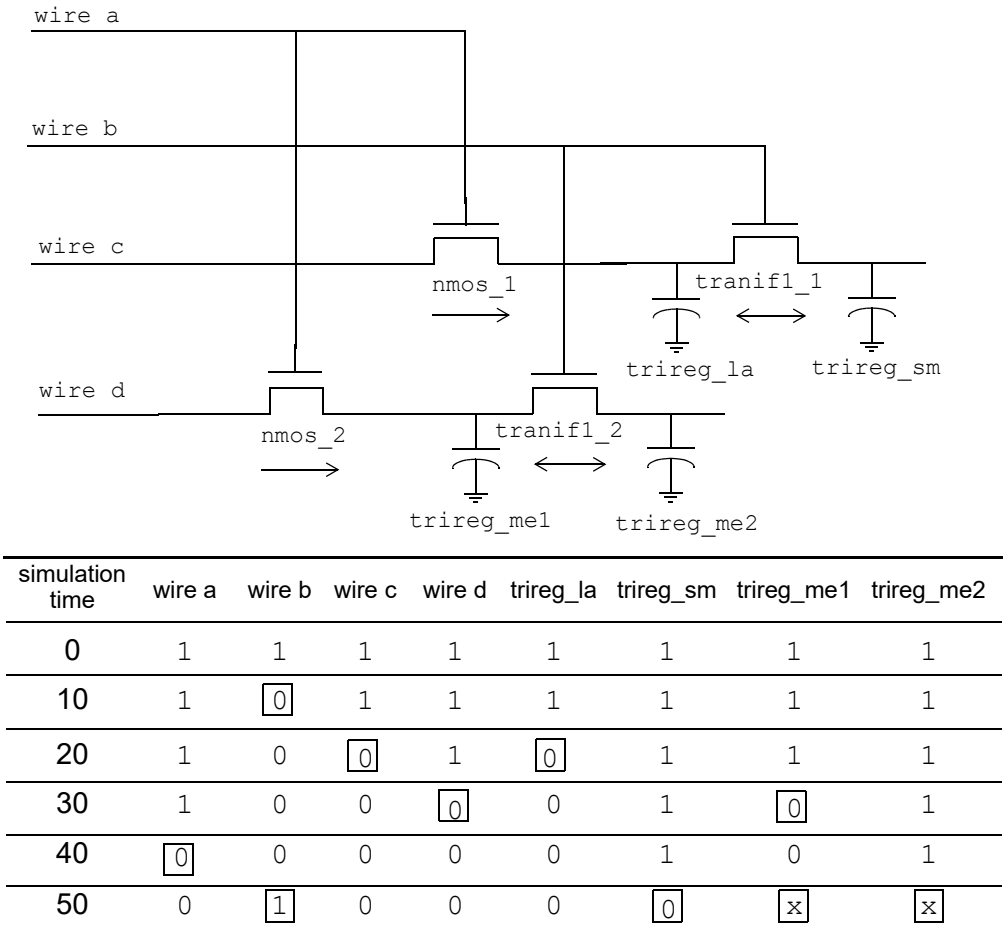 wire a
wire b
wire c
nmos_1
tranif1_1
trireg_la
trireg_sm
wire d
nmos_2
tranif1_2
trireg_me1
trireg_me2
simulation time wire a wire b wire c wire d trireg_la trireg_sm trireg_me1 trireg_me2
0 1 1 1 1 1 1 1 1
10 1 0 1 1 1 1 1 1
20 1 0 0 1 0 1 1 1
30 1 0 0 0 0 1 0 1
40 0 0 0 0 0 1 0 1
50 0 1 0 0 0 0 x x